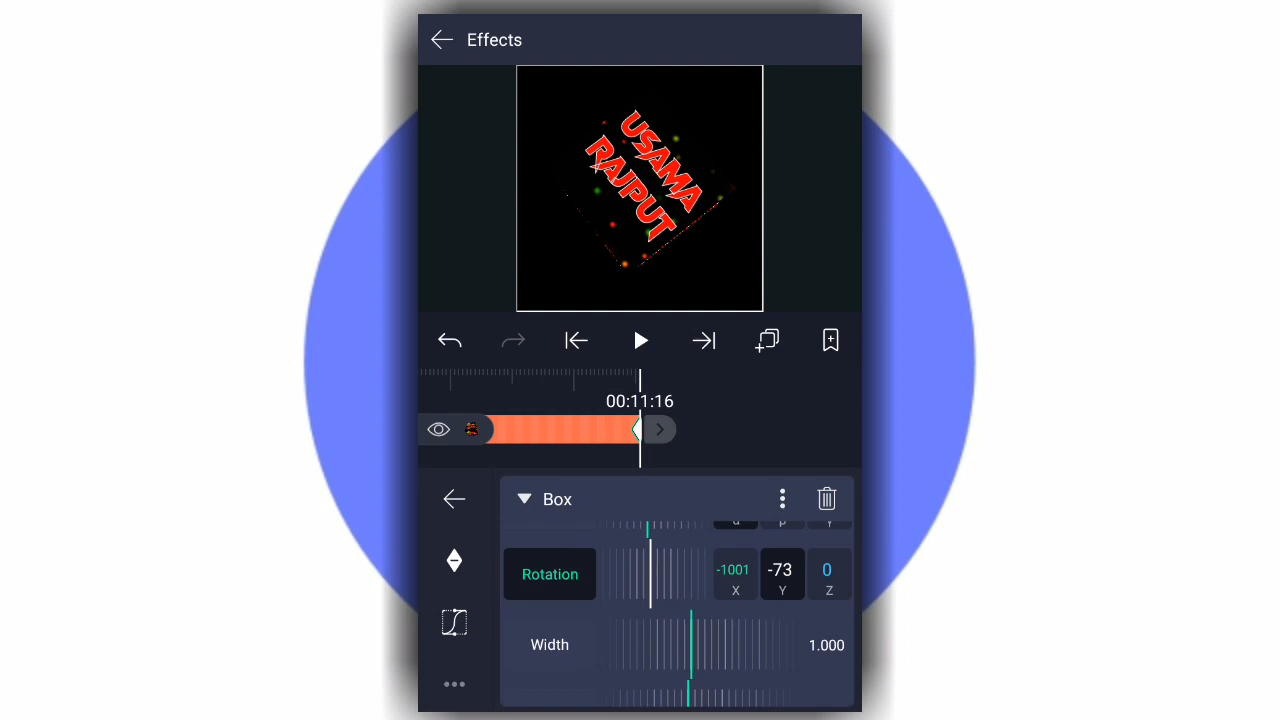 Effects
USAMA
RAJPUT
00:11:16
Box
Rotation
-1001
-73
0
X
Y
Z
Width
1.000